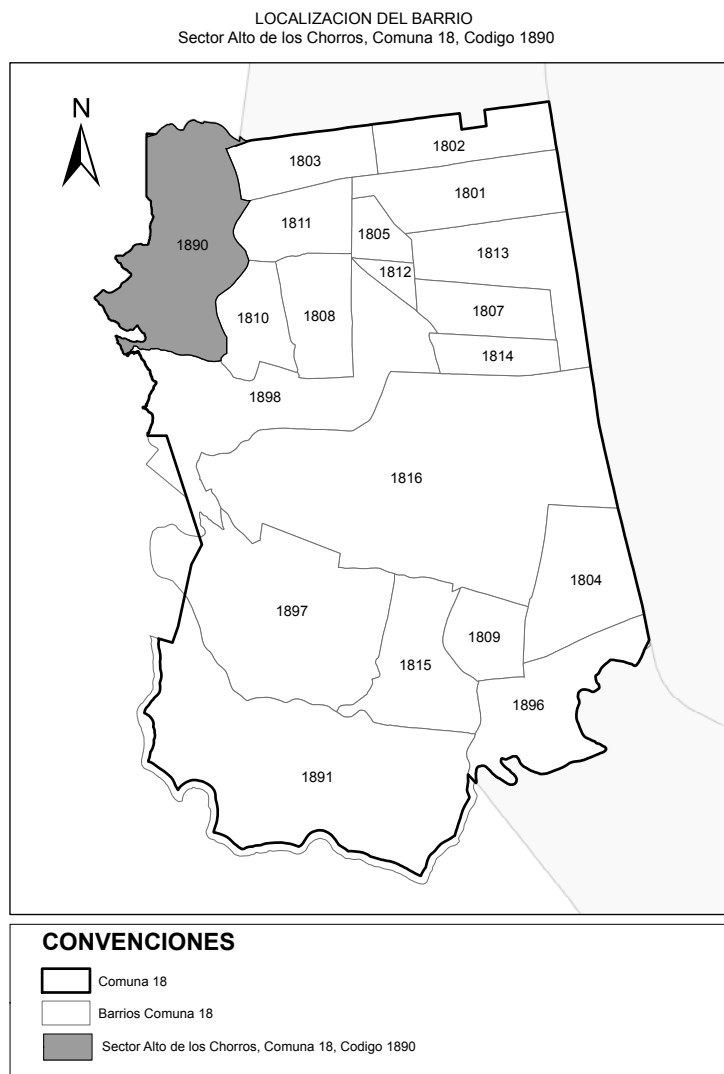 LOCALIZACION DEL BARRIO
Sector Alto de los Chorros, Comuna 18, Codigo 1890
N
1802
1803
1801
1811
1805
1890
1813
1812
1807
1810
1808
1814
1898
1816
1804
1897
1809
1815
1896
1891
CONVENCIONES
Comuna 18
Barrios Comuna 18
Sector Alto de los Chorros, Comuna 18, Codigo 1890